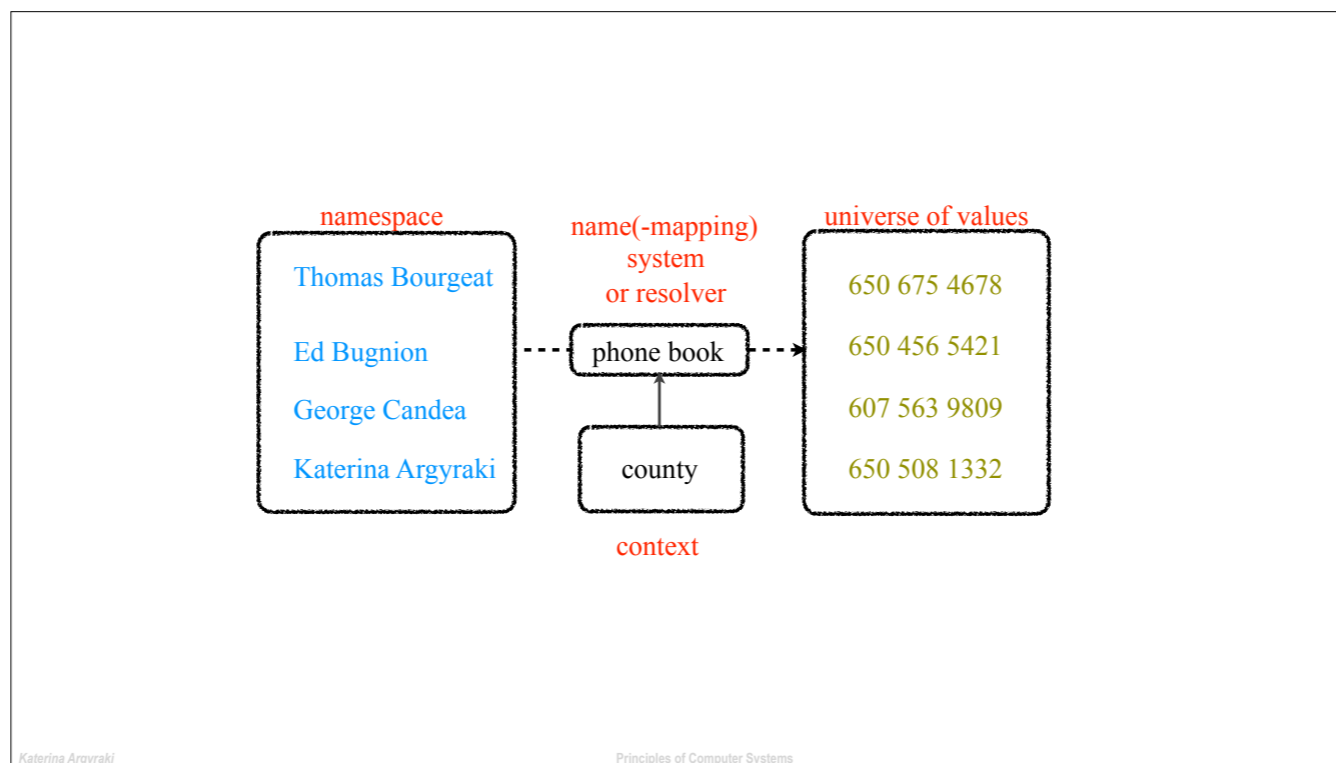 namespace
Thomas Bourgeat
Ed Bugnion
George Candea
Katerina Argyraki
name(-mapping)
system
or resolver
phone book
county
context
universe of values
650 675 4678
650 456 5421
607 563 9809
650 508 1332
Katerina Argyraki
Principles of Computer Systems